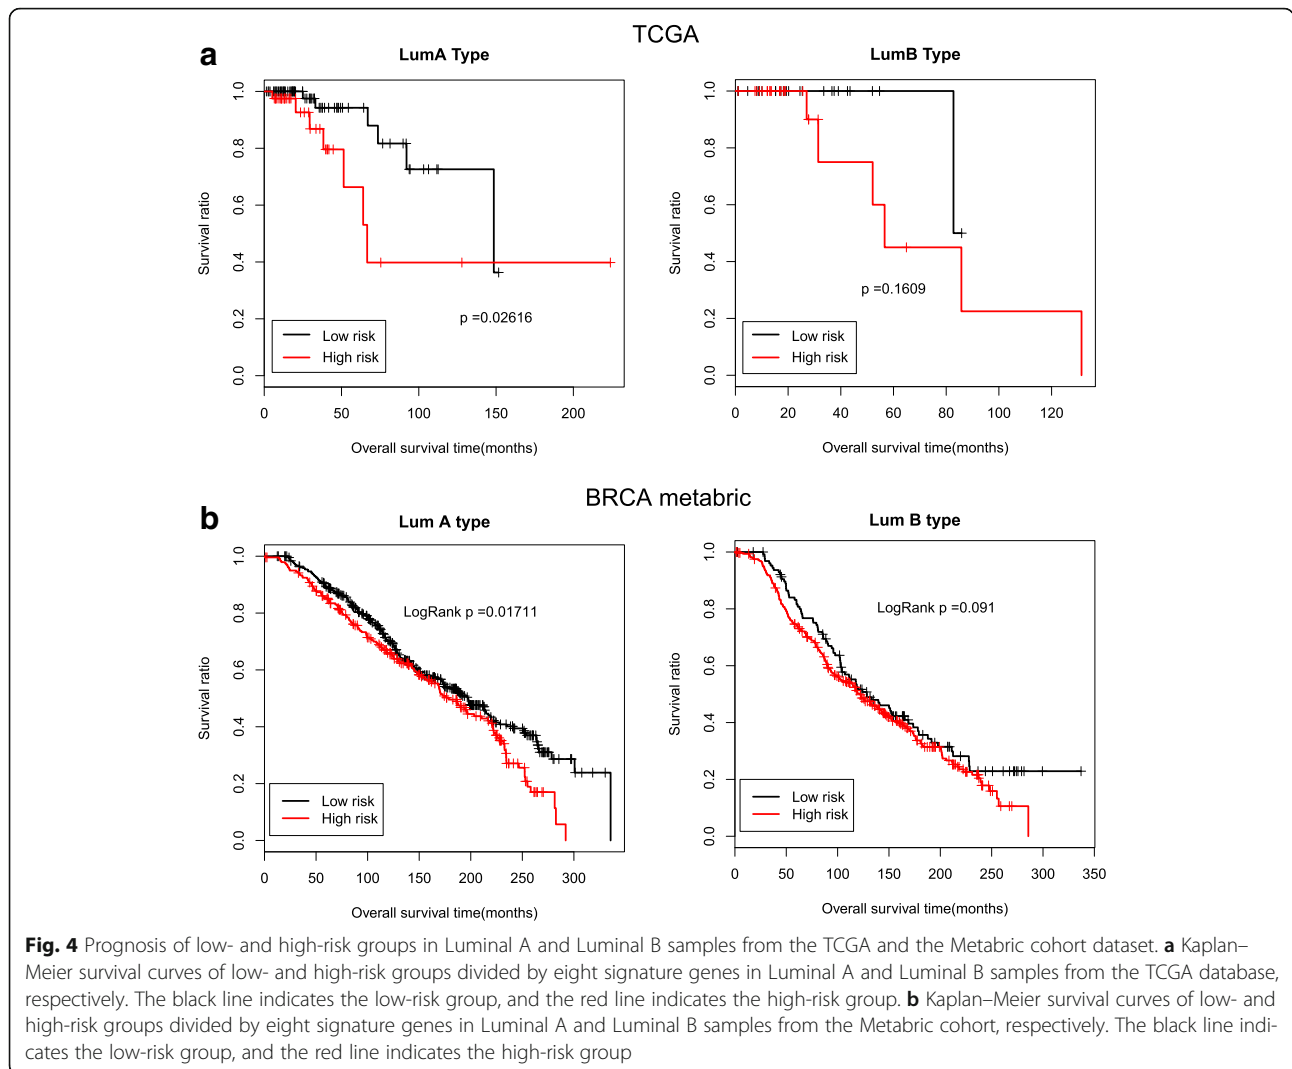 TCGA
a
LumA Type
LumB Type
Survival ratio
0.0 0.2 0.4 0.6 0.8 1.0
p =0.02616
Low risk
High risk
0 50 100 150 200
Overall survival time(months)
Survival ratio
0.0 0.2 0.4 0.6 0.8 1.0
p =0.1609
Low risk
High risk
0 20 40 60 80 100 120
Overall survival time(months)
BRCA metabric
b
Lum A type
Lum B type
Survival ratio
0.0 0.2 0.4 0.6 0.8 1.0
LogRank p =0.01711
Low risk
High risk
0 50 100 150 200 250 300
Overall survival time(months)
Survival ratio
0.0 0.2 0.4 0.6 0.8 1.0
LogRank p =0.091
Low risk
High risk
0 50 100 150 200 250 300 350
Overall survival time(months)
Fig. 4 Prognosis of low- and high-risk groups in Luminal A and Luminal B samples from the TCGA and the Metabric cohort dataset. a Kaplan–
Meier survival curves of low- and high-risk groups divided by eight signature genes in Luminal A and Luminal B samples from the TCGA database,
respectively. The black line indicates the low-risk group, and the red line indicates the high-risk group. b Kaplan–Meier survival curves of low- and
high-risk groups divided by eight signature genes in Luminal A and Luminal B samples from the Metabric cohort, respectively. The black line indi-
cates the low-risk group, and the red line indicates the high-risk group